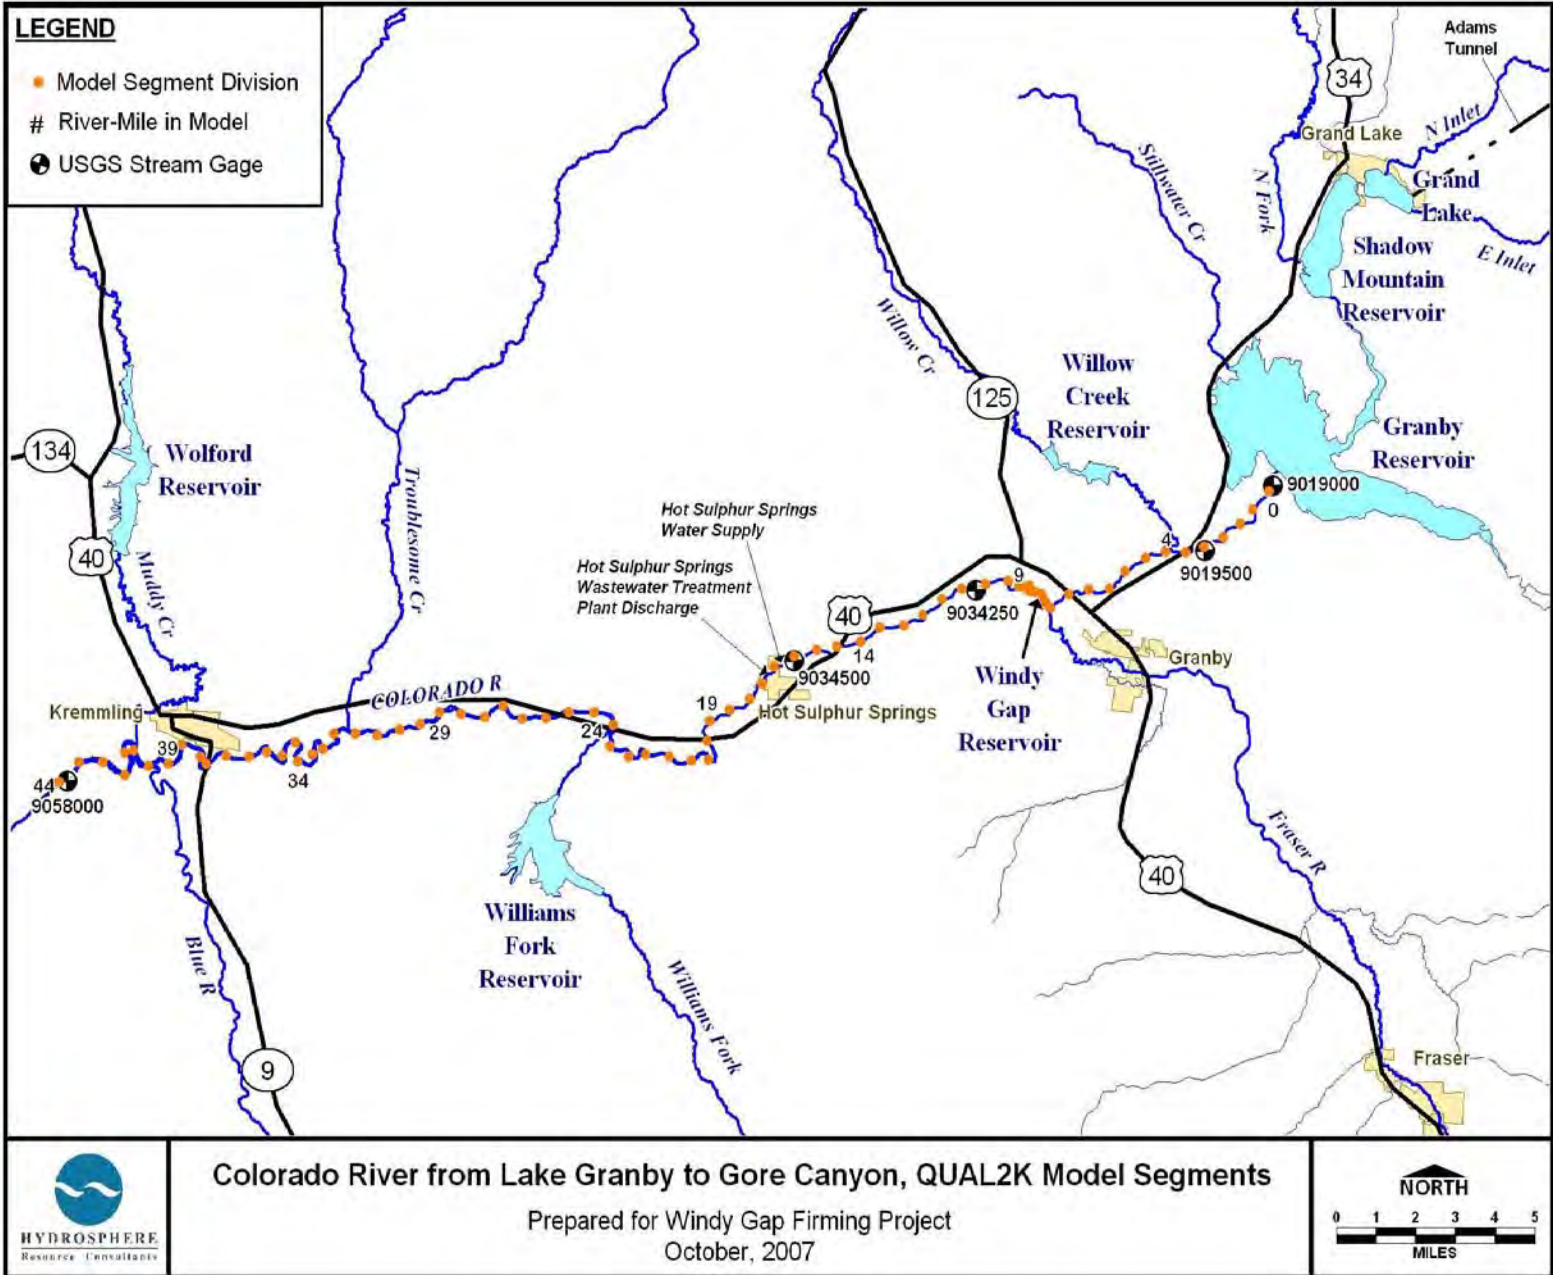 LEGEND
Model Segment Division
# River-Mile in Model
USGS Stream Gage
Adams
Tunnel
34
Grand Lake
N Inlet
Grand
Lake
E Inlet
N Fork
Stillwater Cr
Shadow
Mountain
Reservoir
Willow Cr
125
Willow
Creek
Reservoir
Granby
Reservoir
9019000
0
4
9019500
134
Wolford
Reservoir
40
Muddy Cr
Troublesome Cr
Hot Sulphur Springs
Water Supply
Hot Sulphur Springs
Wastewater Treatment
Plant Discharge
40
9
9034250
14
9034500
Granby
Windy
Gap
Reservoir
19
Hot Sulphur Springs
COLORADO R
Kremmling
39
24
29
34
44
9058000
Fraser R
40
Williams
Fork
Reservoir
Blue R
Williams Fork
9
Fraser
HYDROSPHERE
Resource Consultants
Colorado River from Lake Granby to Gore Canyon, QUAL2K Model Segments
Prepared for Windy Gap Firming Project
October, 2007
NORTH
0 1 2 3 4 5
MILES